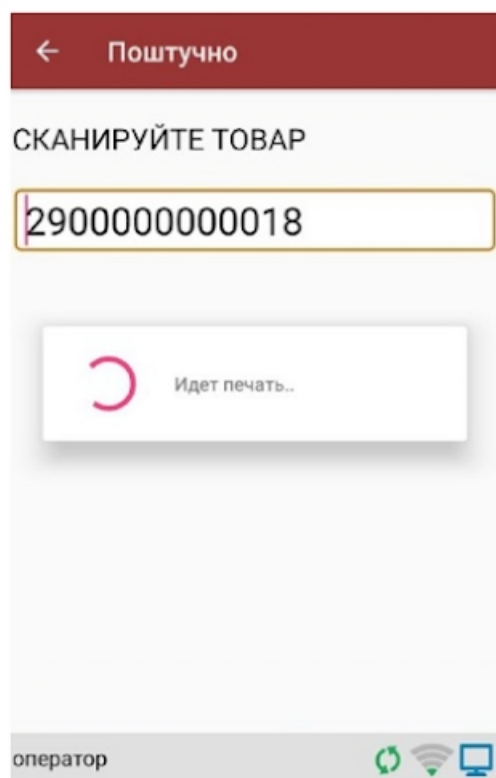 Поштучно
СКАНИРУЙТЕ ТОВАР
2900000000018
Идет печать..
оператор